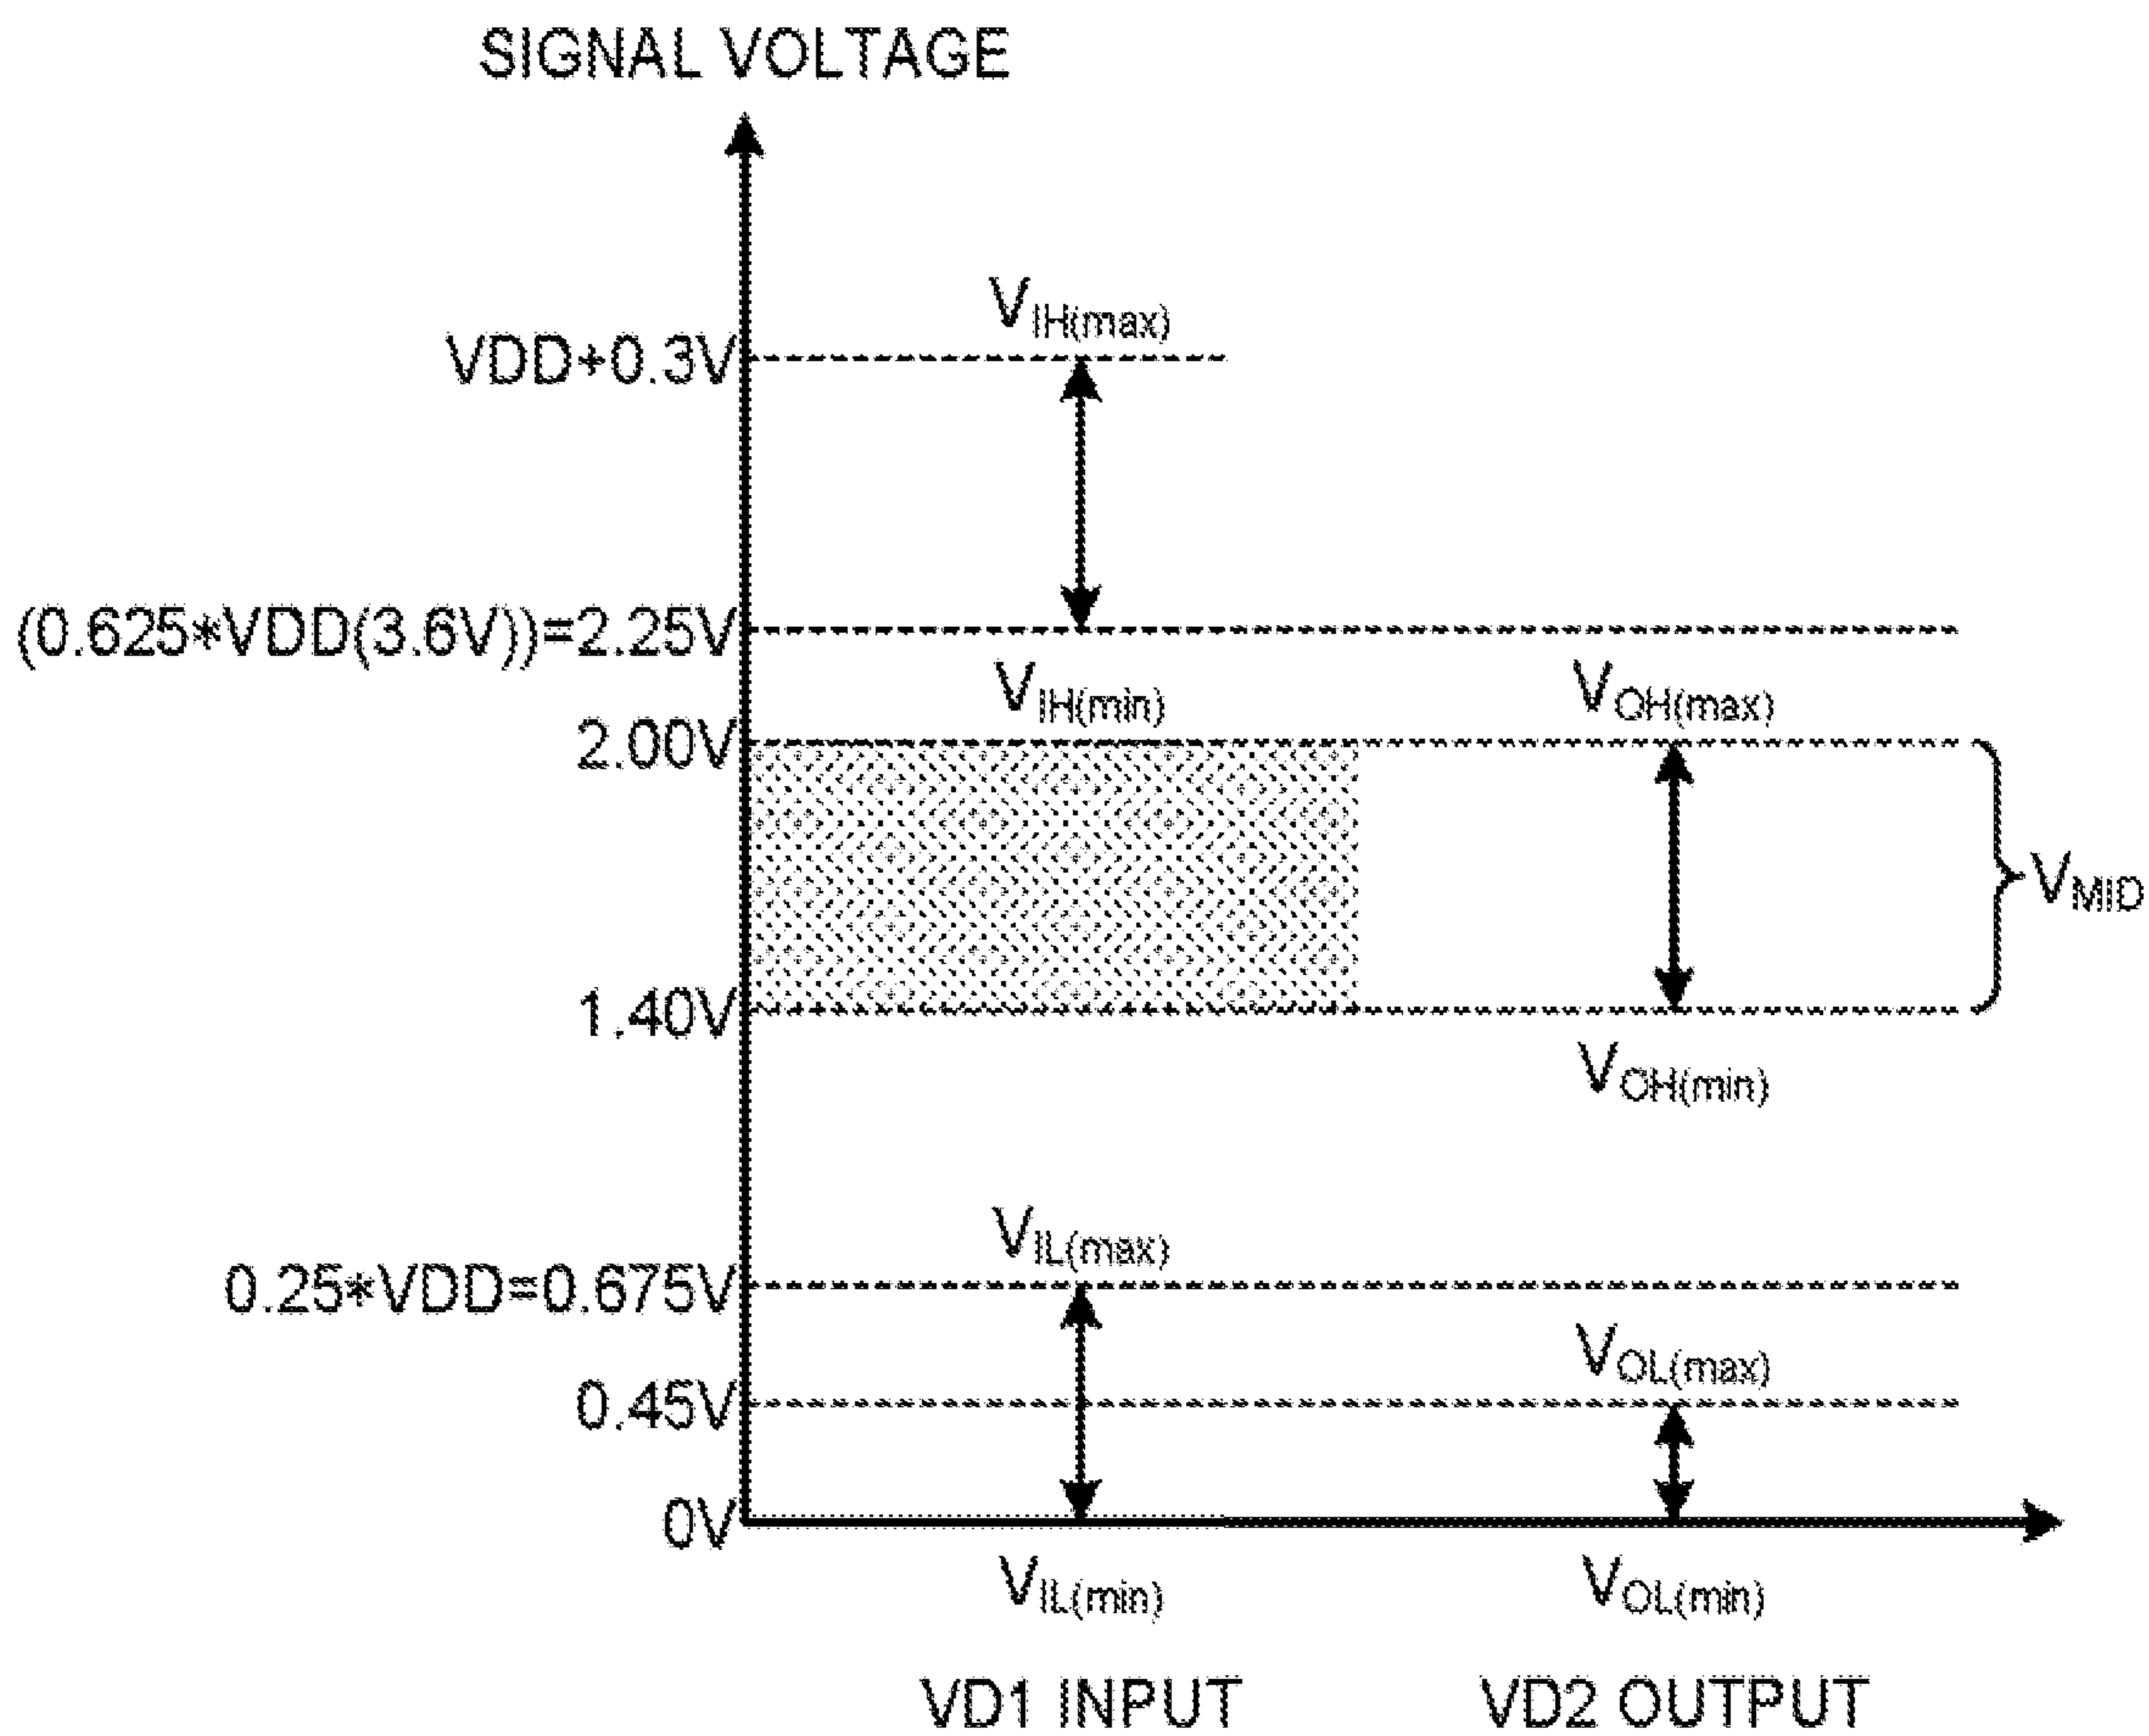 SIGNAL VOLTAGE
VIH(max)
VDD+0.3V
(0.625*VDD(3.6V))=2.25V
VIH(min) VOH(max)
2.00V
VMID
1.40V
VOH(min)
VIL(max)
0.25*VDD=0.675V
VOL(max)
0.45V
0V
VIL(min) VOL(min)
VD1 INPUT VD2 OUTPUT